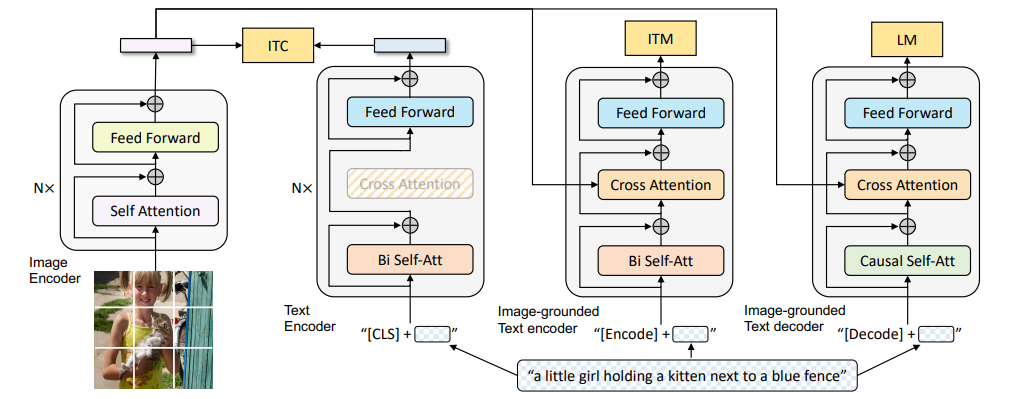 ITC
ITM
LM
Feed Forward
Self Attention
N×
Image
Encoder
Feed Forward
Cross Attention
Bi Self-Att
N×
Text
Encoder
"[CLS] + "
Feed Forward
Cross Attention
Bi Self-Att
Image-grounded
Text encoder
"[Encode] + "
Feed Forward
Cross Attention
Causal Self-Att
Image-grounded
Text decoder
"[Decode] + "
"a little girl holding a kitten next to a blue fence"